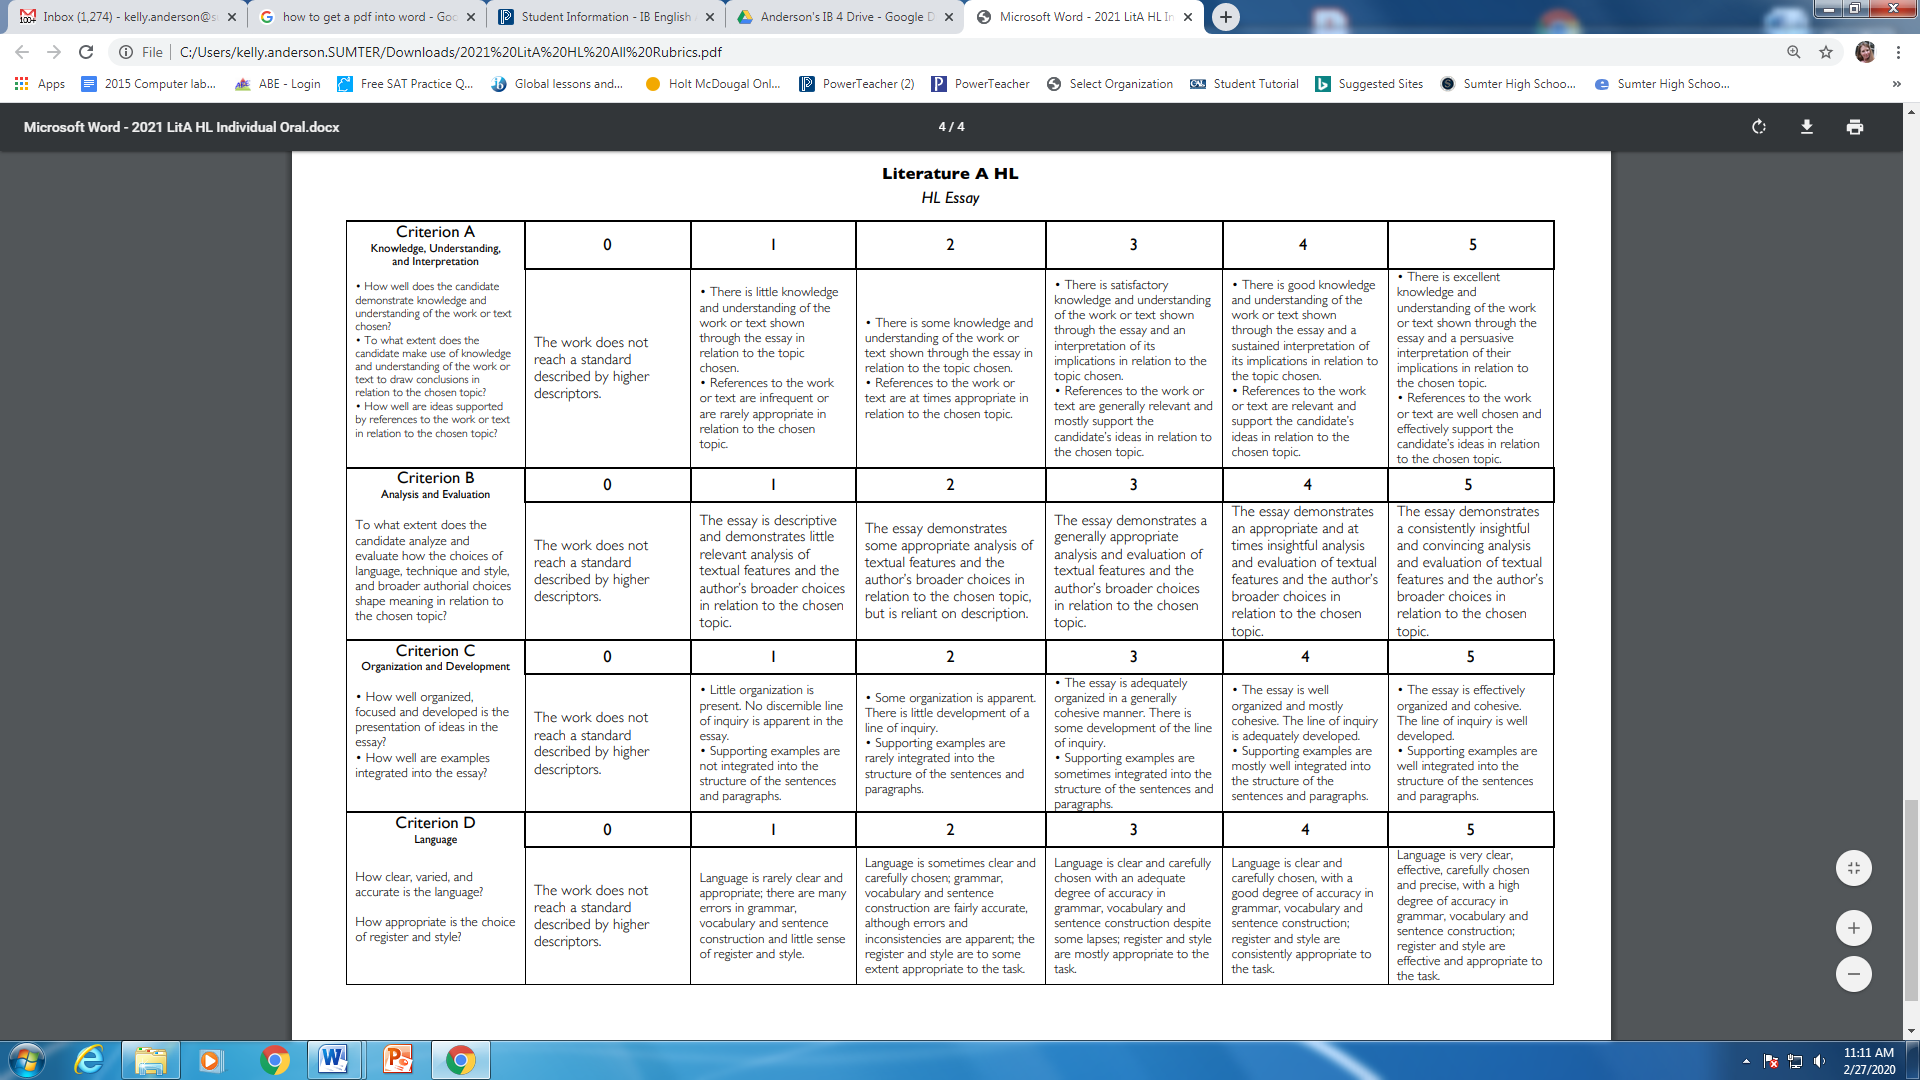 Inbox (1,274) - kelly.anderson@s
how to get a pdf into word - Goo
Student Information - IB English
Anderson's IB 4 Drive - Google D
Microsoft Word - 2021 LitA HL In
File | C:/Users/kelly.anderson.SUMTER/Downloads/2021%20LitA%20HL%20All%20Rubrics.pdf
Apps 2015 Computer lab... ABE - Login Free SAT Practice Q... Global lessons and... Holt McDougal Onl... PowerTeacher (2) PowerTeacher Select Organization Student Tutorial Suggested Sites Sumter High Schoo... Sumter High Schoo... »
Microsoft Word - 2021 LitA HL Individual Oral.docx
4 / 4
Literature A HL
HL Essay
Criterion A
Knowledge, Understanding,
and Interpretation
• How well does the candidate
demonstrate knowledge and
understanding of the work or text
chosen?
• To what extent does the
candidate make use of knowledge
and understanding of the work or
text to draw conclusions in
relation to the chosen topic?
• How well are ideas supported
by references to the work or text
in relation to the chosen topic?
0
The work does not
reach a standard
described by higher
descriptors.
1
• There is little knowledge
and understanding of the
work or text shown
through the essay in
relation to the topic
chosen.
• References to the work
or text are infrequent or
are rarely appropriate in
relation to the chosen
topic.
2
• There is some knowledge and
understanding of the work or
text shown through the essay in
relation to the topic chosen.
• References to the work or
text are at times appropriate in
relation to the chosen topic.
3
• There is satisfactory
knowledge and understanding
of the work or text shown
through the essay and an
interpretation of its
implications in relation to the
topic chosen.
• References to the work or
text are generally relevant and
mostly support the
candidate's ideas in relation to
the chosen topic.
4
• There is good knowledge
and understanding of the
work or text shown
through the essay and a
sustained interpretation of
its implications in relation to
the topic chosen.
• References to the work
or text are relevant and
support the candidate's
ideas in relation to the
chosen topic.
5
• There is excellent
knowledge and
understanding of the work
or text shown through the
essay and a persuasive
interpretation of their
implications in relation to
the chosen topic.
• References to the work
or text are well chosen and
effectively support the
candidate's ideas in relation
to the chosen topic.
Criterion B
Analysis and Evaluation
To what extent does the
candidate analyze and
evaluate how the choices of
language, technique and style,
and broader authorial choices
shape meaning in relation to
the chosen topic?
0
The work does not
reach a standard
described by higher
descriptors.
1
The essay is descriptive
and demonstrates little
relevant analysis of
textual features and the
author's broader choices
in relation to the chosen
topic.
2
The essay demonstrates
some appropriate analysis of
textual features and the
author's broader choices in
relation to the chosen topic,
but is reliant on description.
3
The essay demonstrates a
generally appropriate
analysis and evaluation of
textual features and the
author's broader choices
in relation to the chosen
topic.
4
The essay demonstrates
an appropriate and at
times insightful analysis
and evaluation of textual
features and the author's
broader choices in
relation to the chosen
topic.
5
The essay demonstrates
a consistently insightful
and convincing analysis
and evaluation of textual
features and the author's
broader choices in
relation to the chosen
topic.
Criterion C
Organization and Development
• How well organized,
focused and developed is the
presentation of ideas in the
essay?
• How well are examples
integrated into the essay?
0
The work does not
reach a standard
described by higher
descriptors.
1
• Little organization is
present. No discernible line
of inquiry is apparent in the
essay.
• Supporting examples are
not integrated into the
structure of the sentences
and paragraphs.
2
• Some organization is apparent.
There is little development of a
line of inquiry.
• Supporting examples are
rarely integrated into the
structure of the sentences and
paragraphs.
3
• The essay is adequately
organized in a generally
cohesive manner. There is
some development of the line
of inquiry.
• Supporting examples are
sometimes integrated into the
structure of the sentences and
paragraphs.
4
• The essay is well
organized and mostly
cohesive. The line of inquiry
is adequately developed.
• Supporting examples are
mostly well integrated into
the structure of the
sentences and paragraphs.
5
• The essay is effectively
organized and cohesive.
The line of inquiry is well
developed.
• Supporting examples are
well integrated into the
structure of the sentences
and paragraphs.
Criterion D
Language
How clear, varied, and
accurate is the language?
How appropriate is the choice
of register and style?
0
The work does not
reach a standard
described by higher
descriptors.
1
Language is rarely clear and
appropriate; there are many
errors in grammar,
vocabulary and sentence
construction and little sense
of register and style.
2
Language is sometimes clear and
carefully chosen; grammar,
vocabulary and sentence
construction are fairly accurate,
although errors and
inconsistencies are apparent; the
register and style are to some
extent appropriate to the task.
3
Language is clear and carefully
chosen with an adequate
degree of accuracy in
grammar, vocabulary and
sentence construction despite
some lapses; register and style
are mostly appropriate to the
task.
4
Language is clear and
carefully chosen, with a
good degree of accuracy in
grammar, vocabulary and
sentence construction;
register and style are
consistently appropriate to
the task.
5
Language is very clear,
effective, carefully chosen
and precise, with a high
degree of accuracy in
grammar, vocabulary and
sentence construction;
register and style are
effective and appropriate to
the task.
11:11 AM
2/27/2020